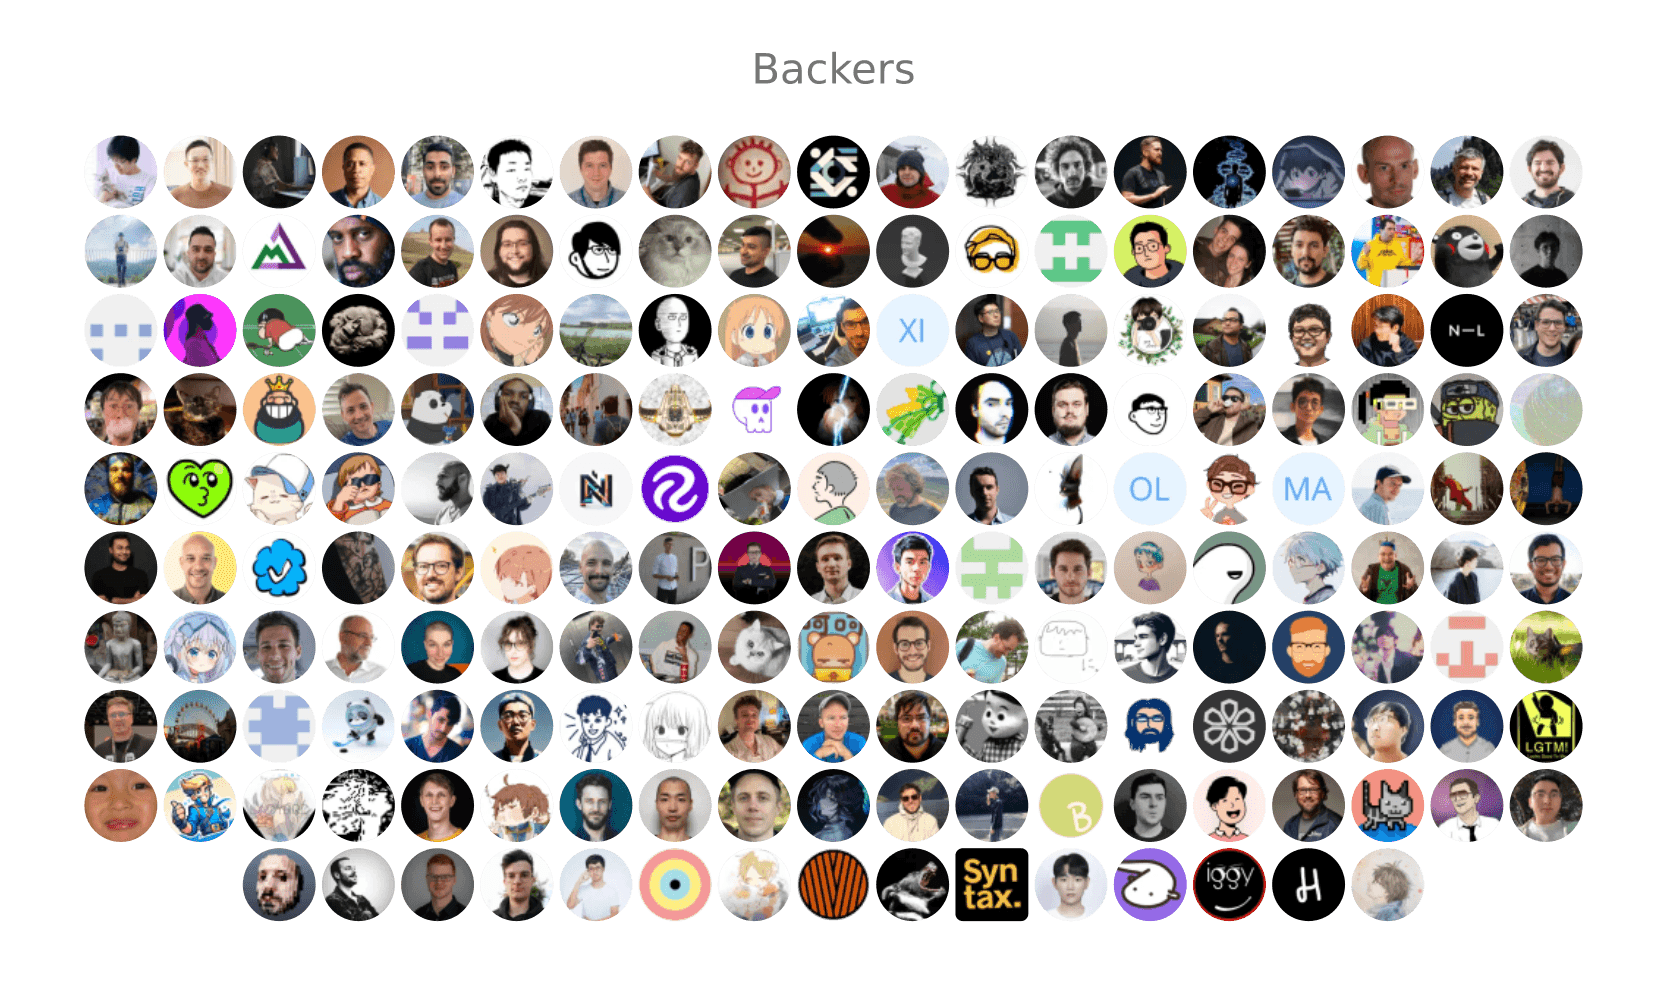 Backers
XI
N—L
OL
MA
P
LGTM!
B
Syn
tax.
iggy
H